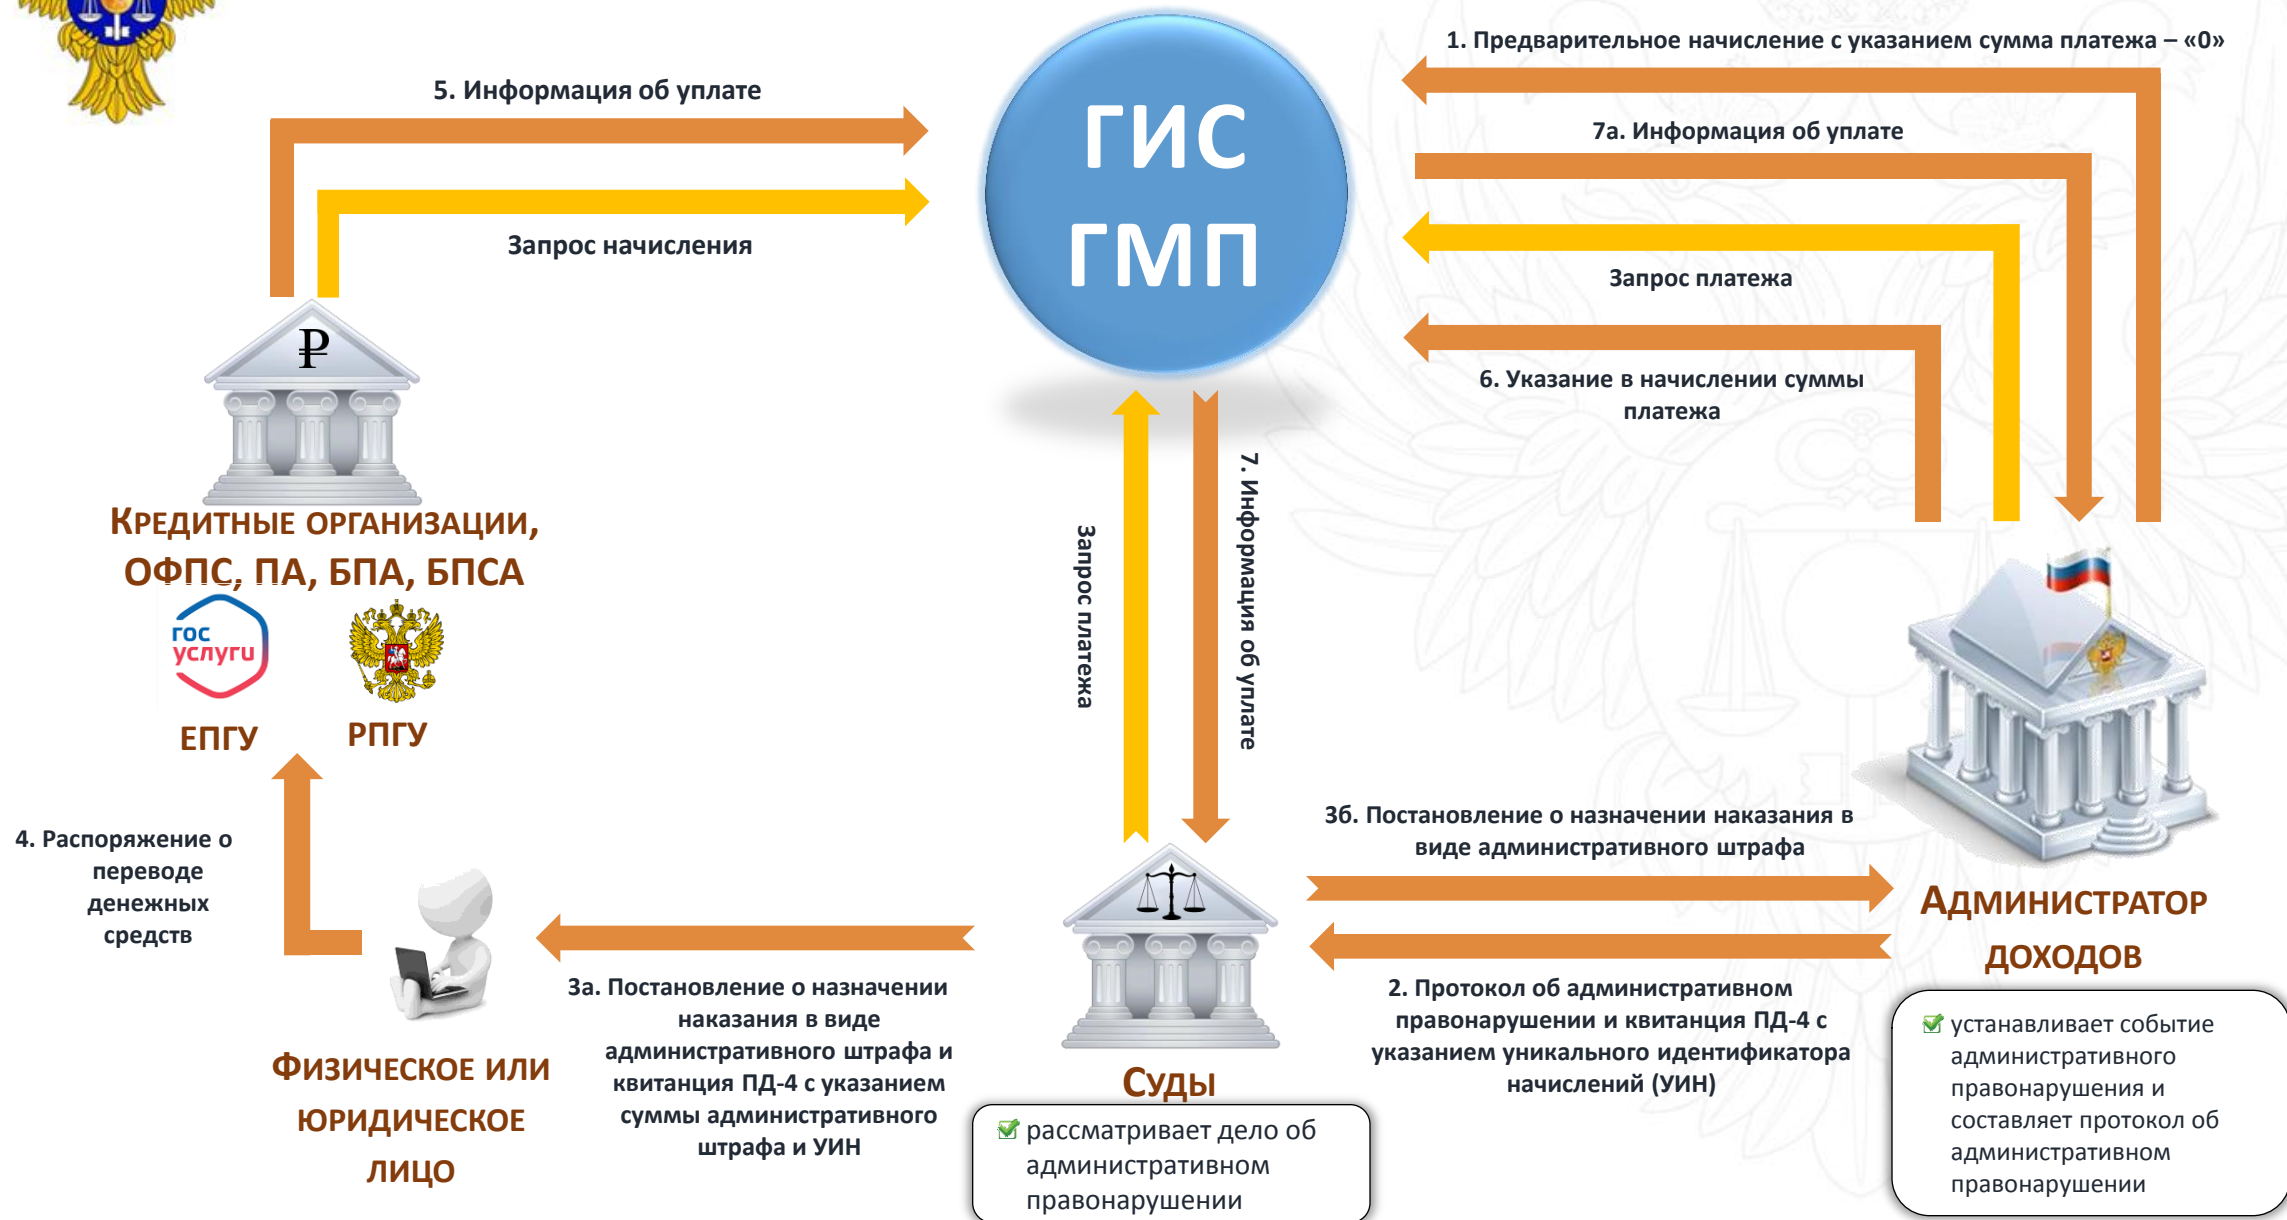 1. Предварительное начисление с указанием сумма платежа – «0»
5. Информация об уплате
ГИС
ГМП
7а. Информация об уплате
Запрос начисления
Запрос платежа
₽
6. Указание в начислении суммы
платежа
7. Информация об уплате
Запрос платежа
Кредитные организации,
ОФПС, ПА, БПА, БПСА
гос
услуги
ЕПГУ
РПГУ
4. Распоряжение о
переводе
денежных
средств
3б. Постановление о назначении наказания в
виде административного штрафа
Администратор
доходов
3а. Постановление о назначении
наказания в виде
административного штрафа и
квитанция ПД-4 с указанием
суммы административного
штрафа и УИН
2. Протокол об административном
правонарушении и квитанция ПД-4 с
указанием уникального идентификатора
начислений (УИН)
Физическое или
юридическое
лицо
Суды
рассматривает дело об
административном
правонарушении
устанавливает событие
административного
правонарушения и
составляет протокол об
административном
правонарушении